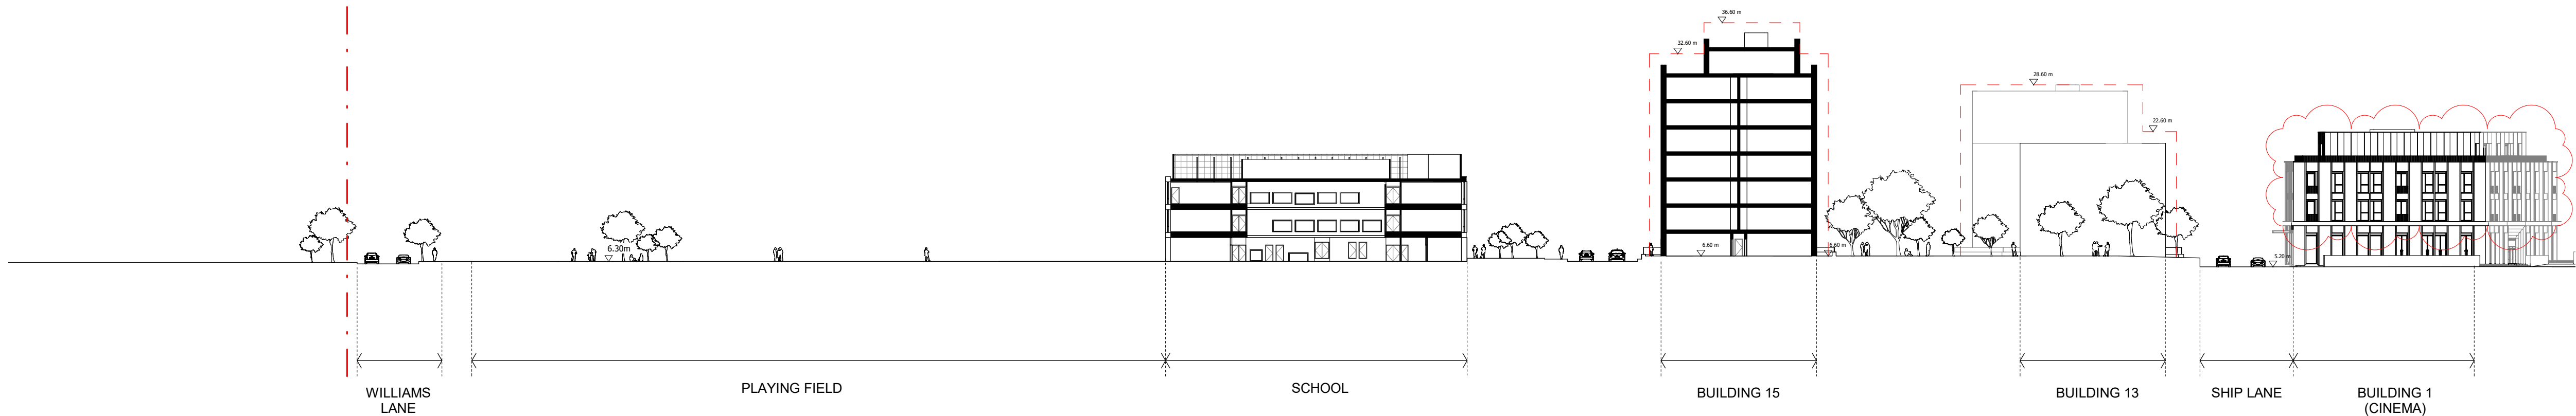 36.60 m
32.60 m
28.60 m
22.60 m
6.30m
6.60 m
6.60 m
5.20 m
WILLIAMS
LANE
PLAYING FIELD
SCHOOL
BUILDING 15
BUILDING 13
SHIP LANE
BUILDING 1
(CINEMA)